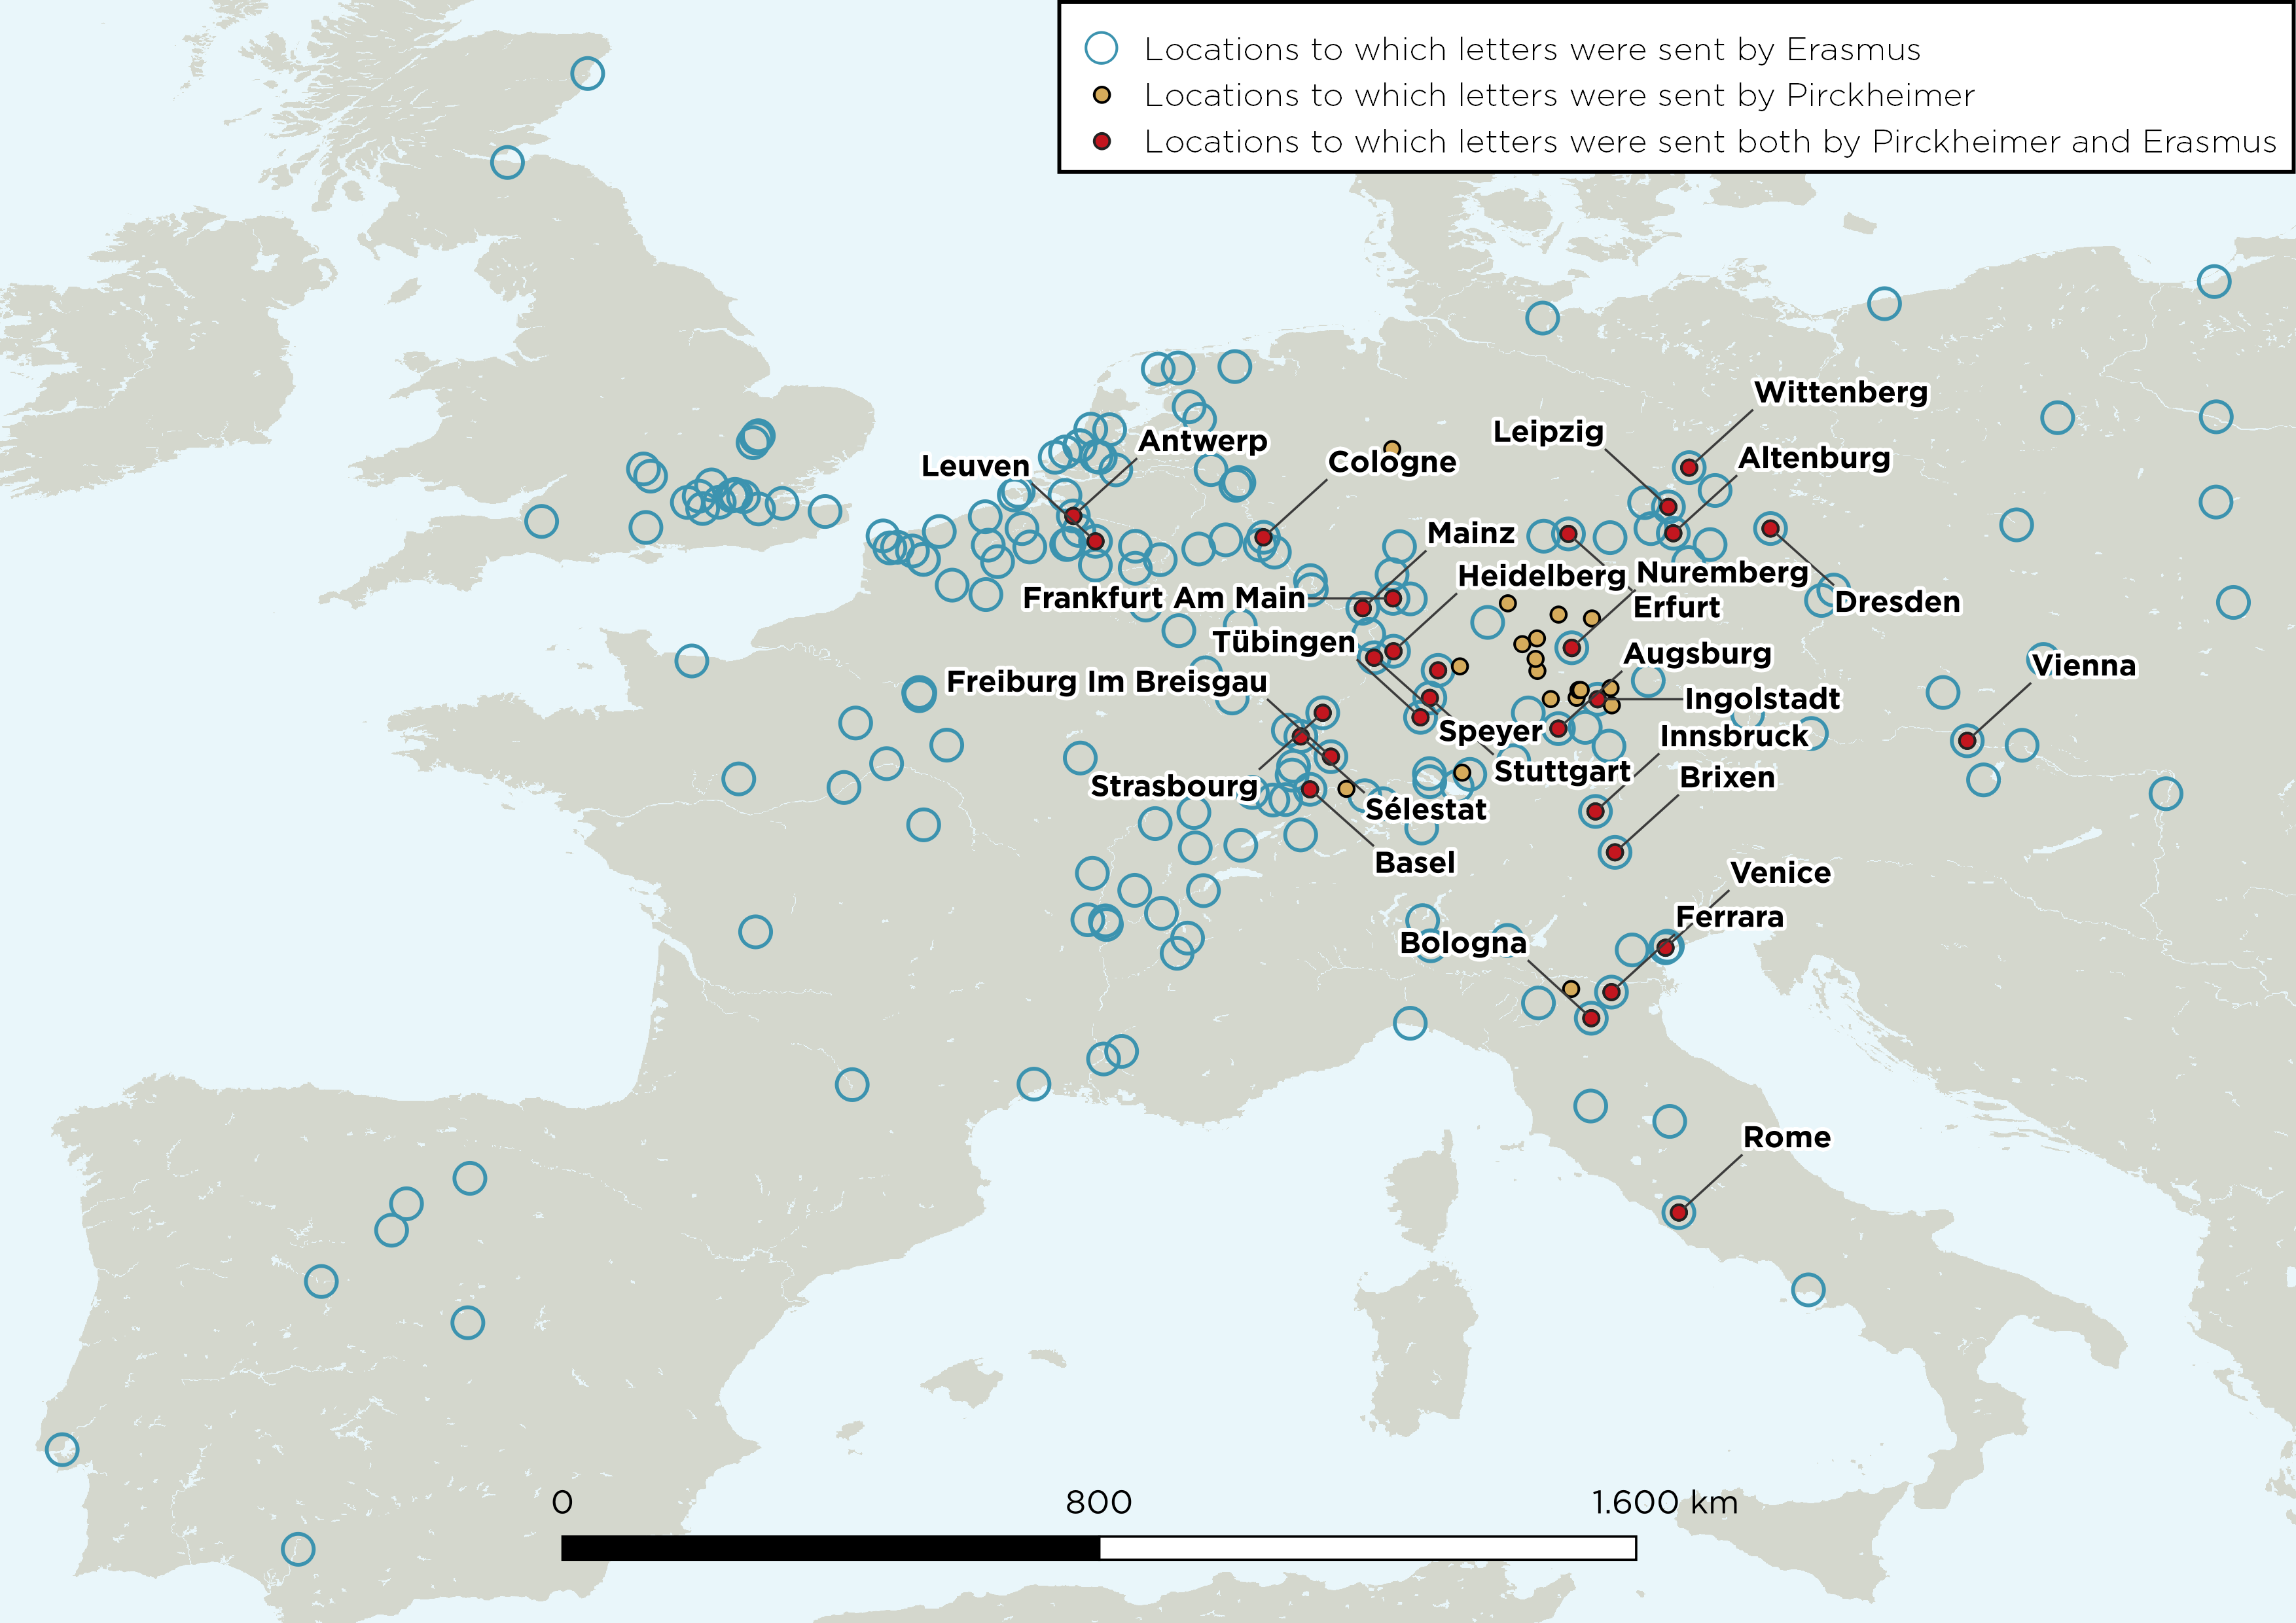 Locations to which letters were sent by Erasmus
Locations to which letters were sent by Pirckheimer
Locations to which letters were sent both by Pirckheimer and Erasmus
Wittenberg
Leipzig
Antwerp
Altenburg
Leuven
Cologne
Mainz
Heidelberg
Nuremberg
Frankfurt Am Main
Dresden
Erfurt
Tübingen
Augsburg
Vienna
Freiburg Im Breisgau
Ingolstadt
Speyer
Innsbruck
Stuttgart
Brixen
Strasbourg
Sélestat
Basel
Venice
Ferrara
Bologna
Rome
0 800 1.600 km